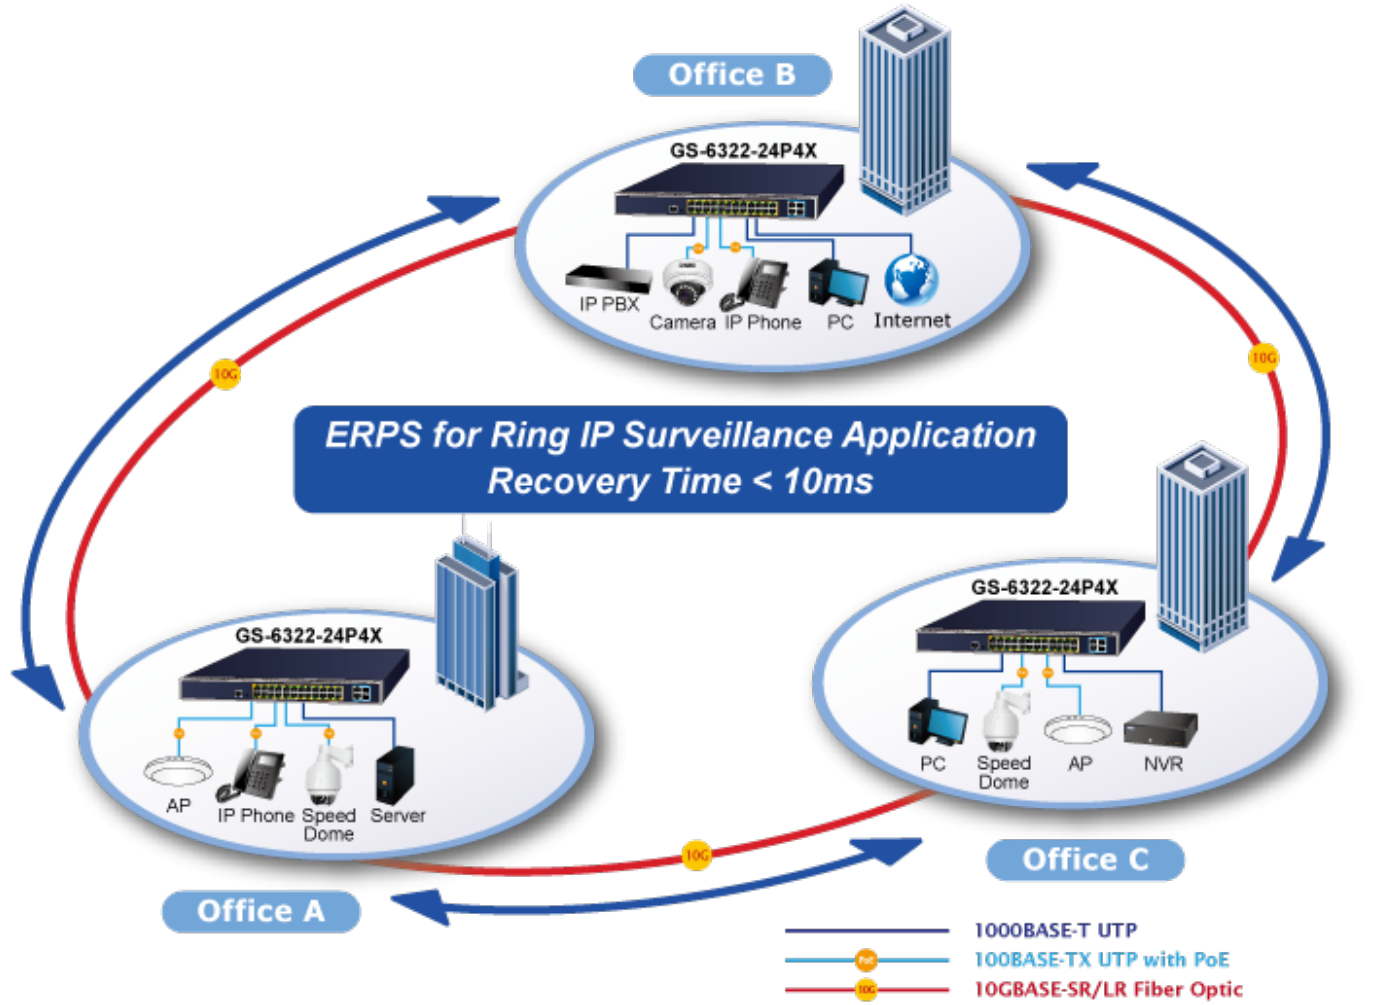 Office B
GS-6322-24P4X
IP PBX
Camera
IP Phone
PC
Internet
10G
10G
ERPS for Ring IP Surveillance Application
Recovery Time < 10ms
GS-6322-24P4X
AP
IP Phone
Speed
Dome
Server
GS-6322-24P4X
PC
Speed
Dome
AP
NVR
10G
Office A
Office C
1000BASE-T UTP
PoE
100BASE-TX UTP with PoE
10G
10GBASE-SR/LR Fiber Optic